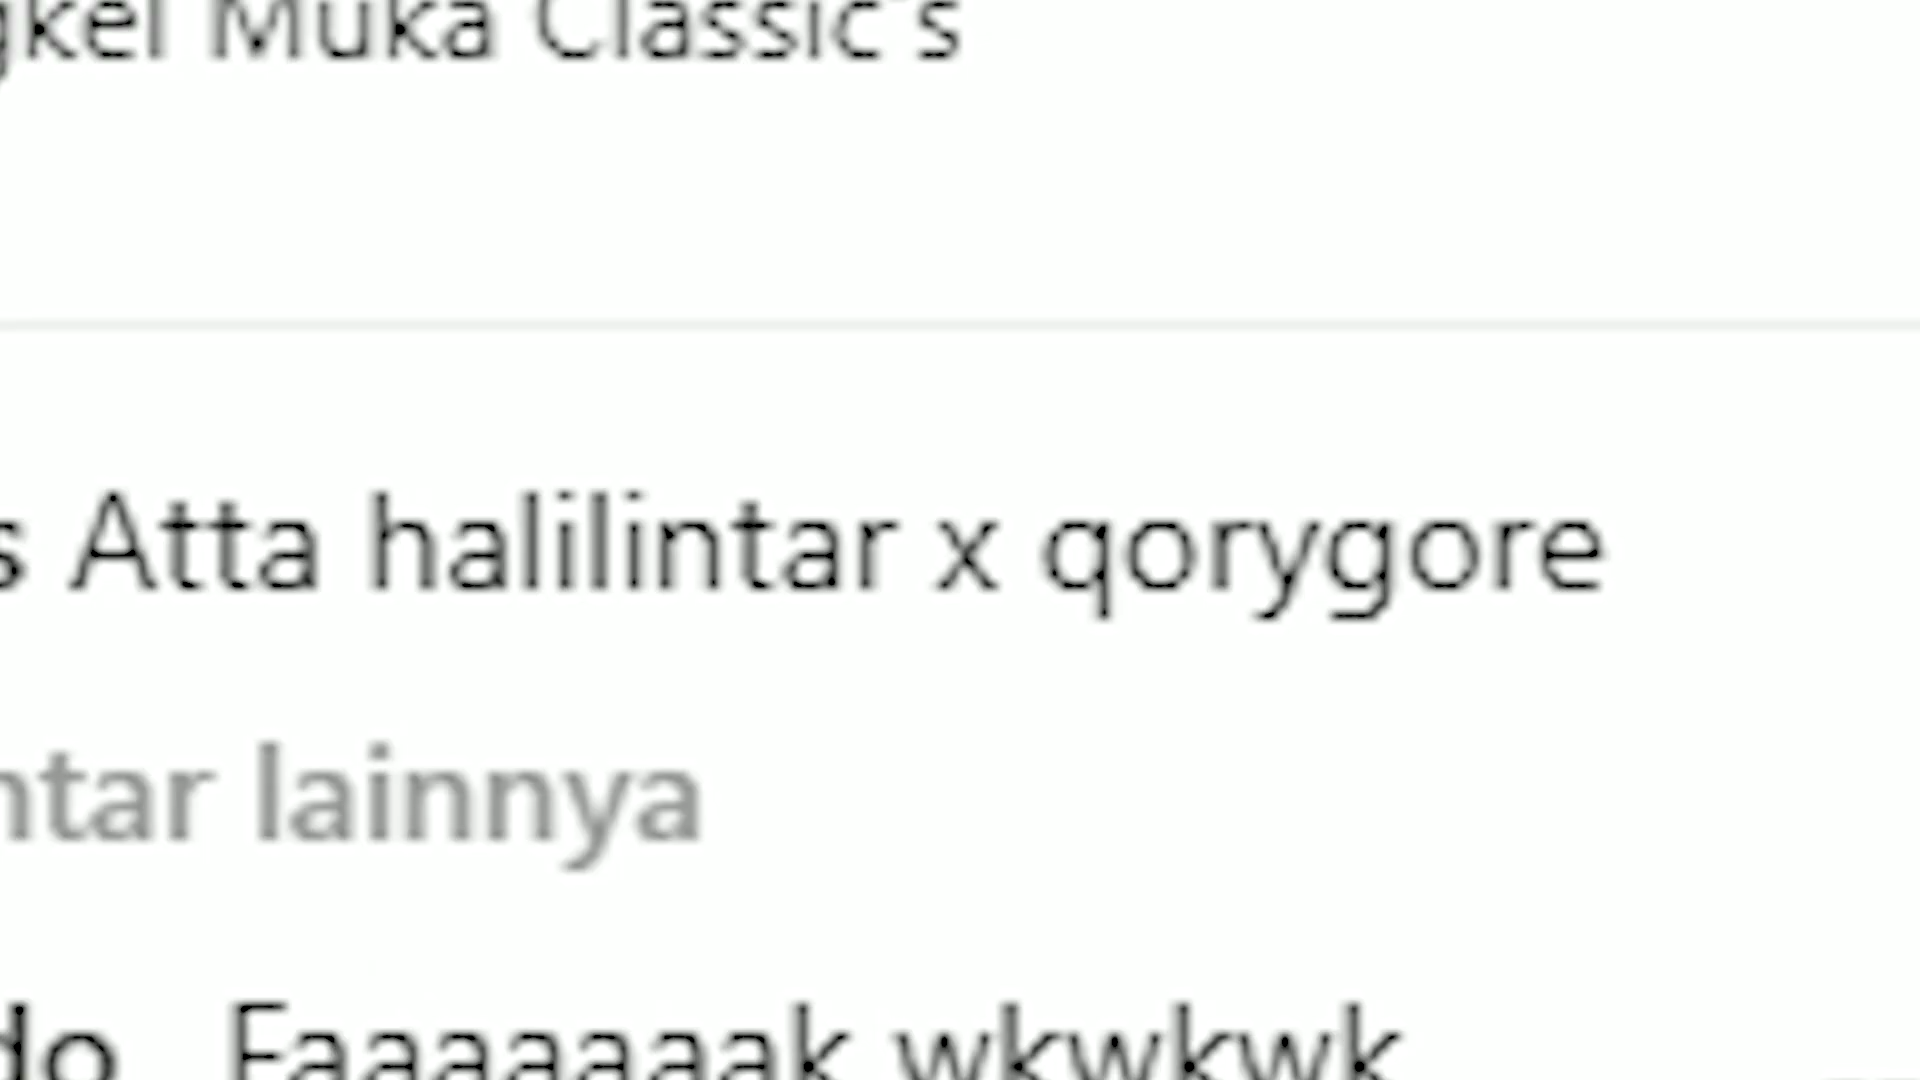 Muka Classic's
Atta halilintar x qorygore
lainnya
Faaaaaaak wkwkwk